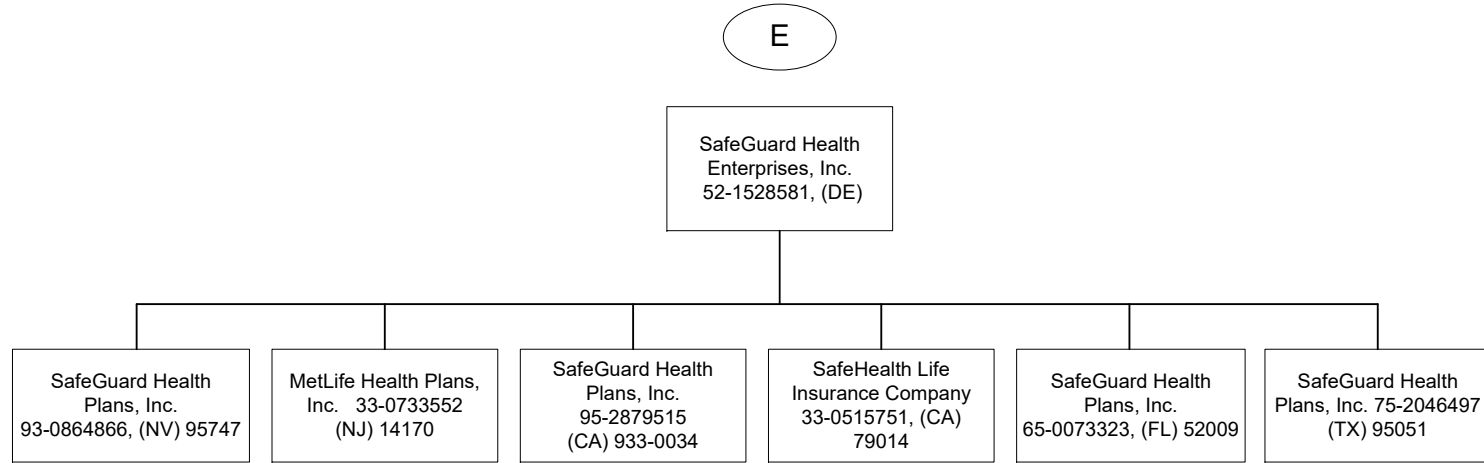 E
SafeGuard Health
Enterprises, Inc.
52-1528581, (DE)
SafeGuard Health
Plans, Inc.
93-0864866, (NV) 95747
MetLife Health Plans,
Inc. 33-0733552
(NJ) 14170
SafeGuard Health
Plans, Inc.
95-2879515
(CA) 933-0034
SafeHealth Life
Insurance Company
33-0515751, (CA)
79014
SafeGuard Health
Plans, Inc.
65-0073323, (FL) 52009
SafeGuard Health
Plans, Inc. 75-2046497
(TX) 95051